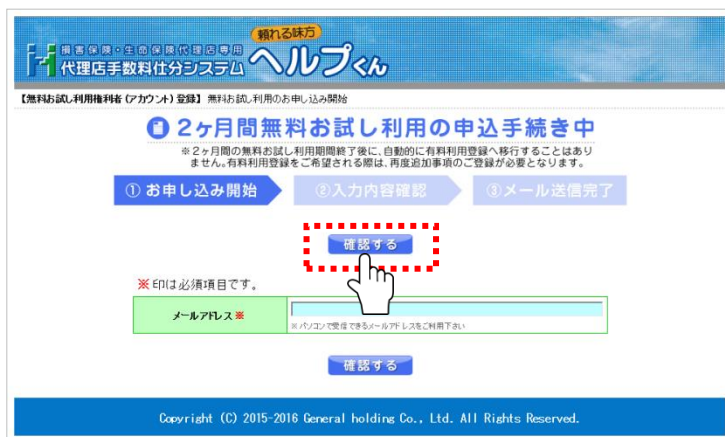 頼れる味方
損害保険・生命保険代理店専用
代理店手数料仕分システム ヘルプくん
【無料お試し利用権利者(アカウント)登録】 無料お試し利用のお申し込み開始
2ヶ月間無料お試し利用の申込手続き中
※2ヶ月間の無料お試し利用期間終了後に、自動的に有料利用登録へ移行することはあり
ません。有料利用登録をご希望される際は、再度追加事項のご登録が必要となります。
① お申し込み開始 ②入力内容確認 ③メール送信完了
確認する
※ 印は必須項目です。
メールアドレス※
※ パソコンで受信できるメールアドレスをご利用下さい
確認する
Copyright (C) 2015-2016 General holding Co., Ltd. All Rights Reserved.